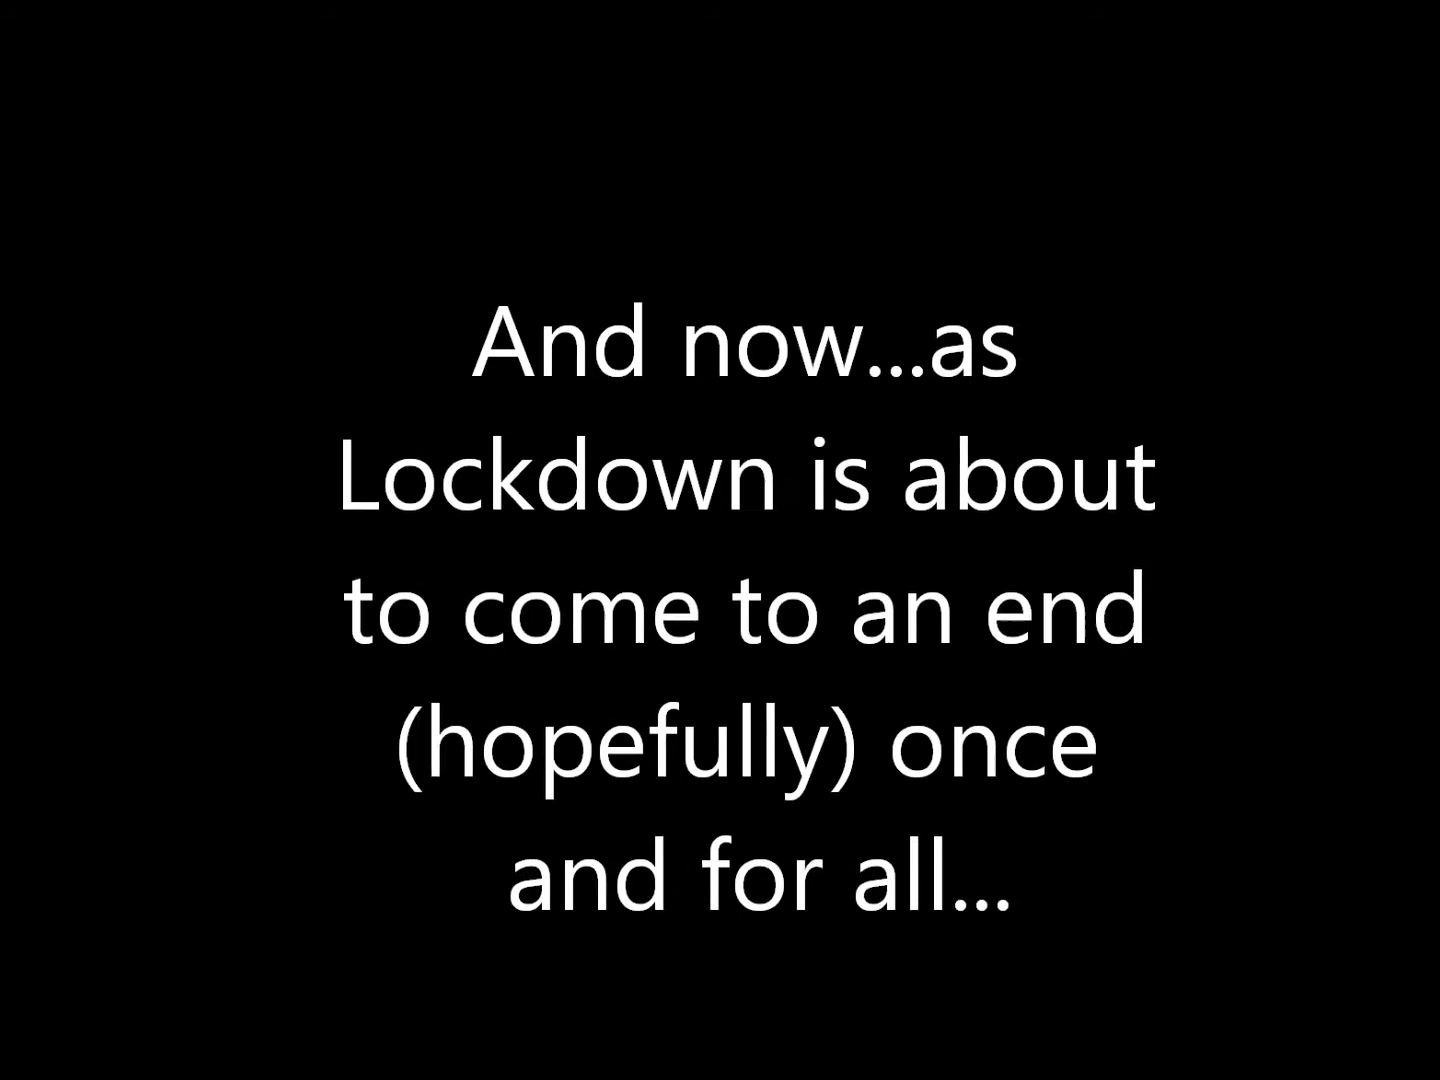 And now...as
Lockdown is about
to come to an end
(hopefully) once
and for all...